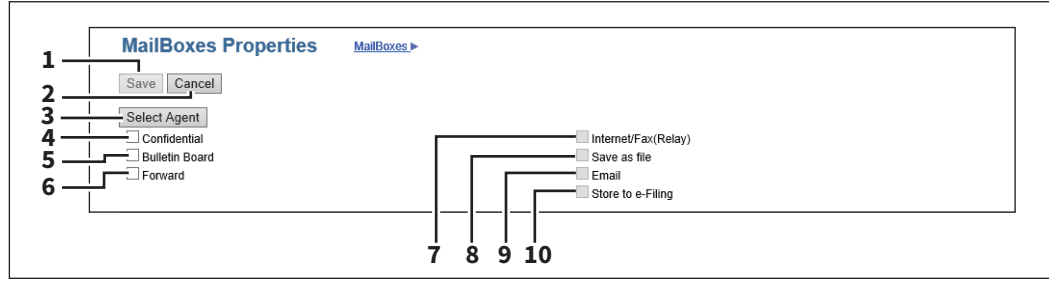 MailBoxes Properties MailBoxes ▶
1
Save Cancel
2
3 Select Agent
4 Confidential Internet/Fax(Relay)
5 Bulletin Board Save as file
6 Forward Email
Store to e-Filing
7 8 9 10